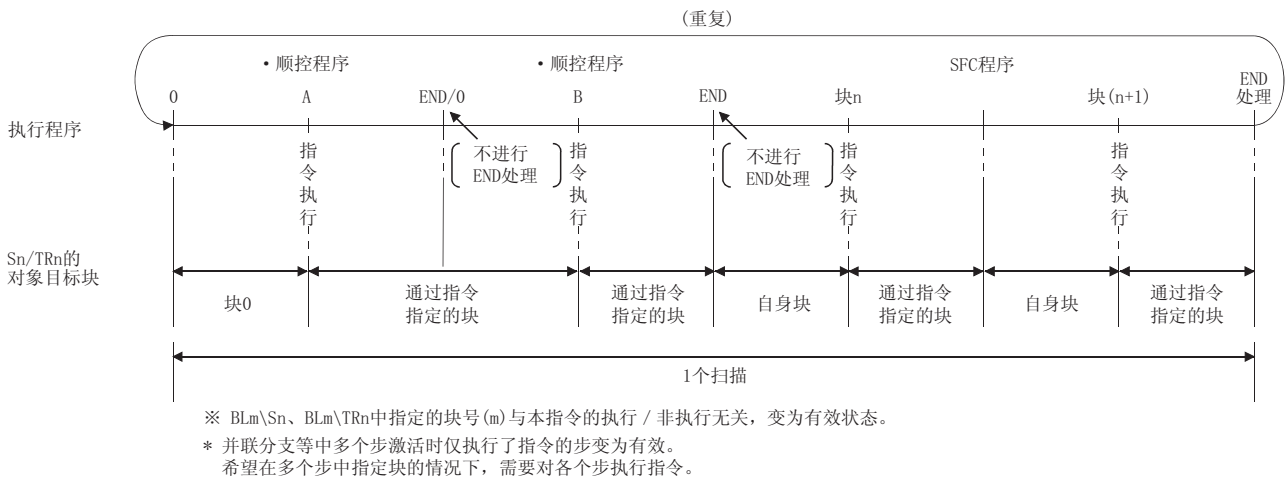 (重复)
・顺控程序 ・顺控程序 SFC程序
0 A END/0 B END 块n 块(n+1) END处理
执行程序
指令执行 不进行END处理 指令执行 不进行END处理 指令执行 指令执行
Sn/TRn的
对象目标块
块0 通过指令指定的块 通过指令指定的块 自身块 通过指令指定的块 自身块 通过指令指定的块
1个扫描
※ BLm\Sn、BLm\TRn中指定的块号(m)与本指令的执行/非执行无关,变为有效状态。
* 并联分支等中多个步激活时仅执行了指令的步变为有效。
希望在多个步中指定块的情况下,需要对各个步执行指令。